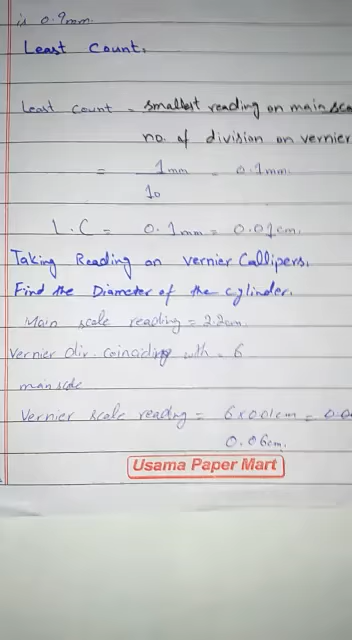 is 0.9mm.
Least Count.
Least Count = smallest reading on main sca
no. of division on vernier
= 1mm = 0.1mm.
10
L.C = 0.1mm = 0.01cm.
Taking Reading on Vernier Callipers.
Find the Diameter of the cylinder.
Main scale reading = 2.2cm.
Vernier div. coinciding with = 6
main scale
Vernier scale reading = 6x0.01cm = 0.0
0.06cm.
Usama Paper Mart